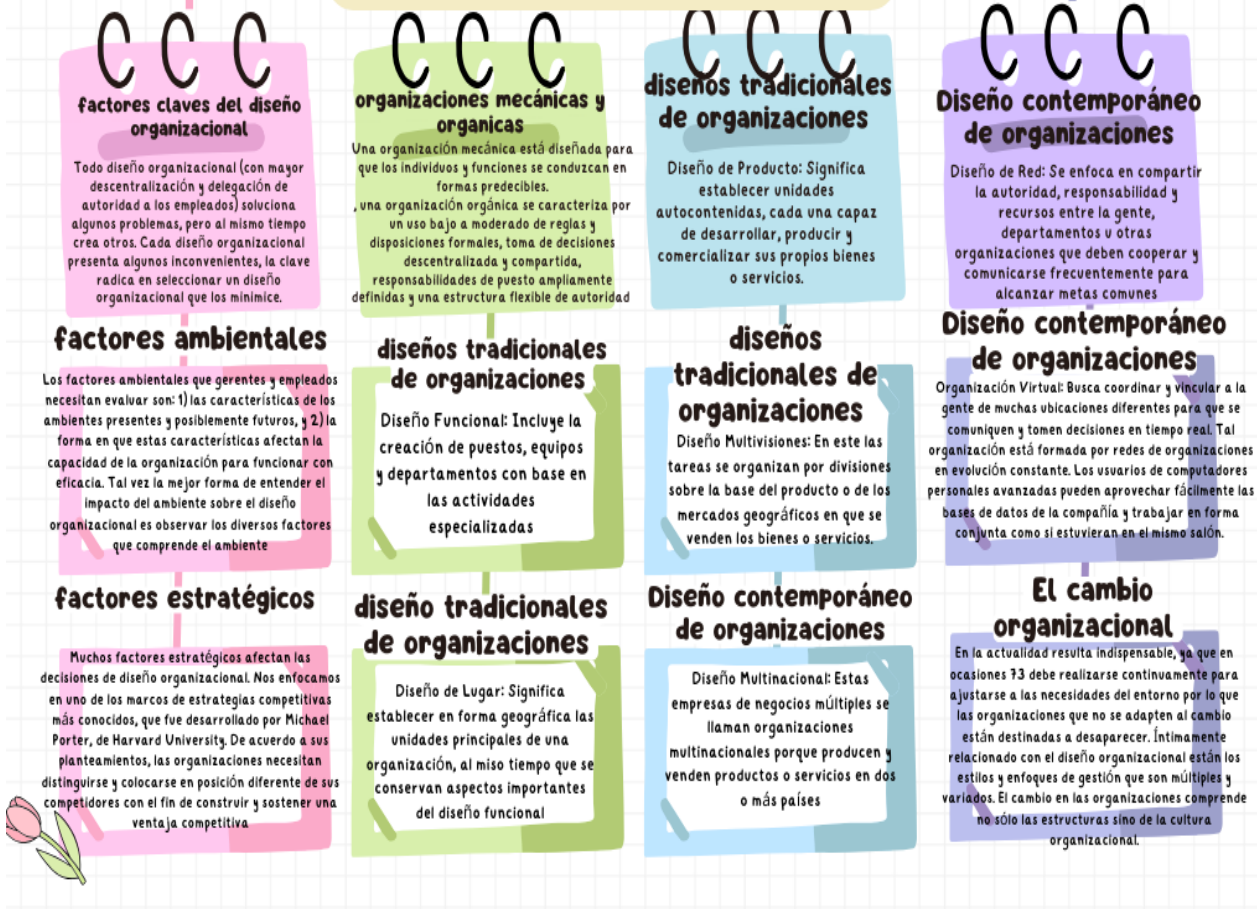 factores claves del diseño
organizacional
Todo diseño organizacional (con mayor
descentralización y delegación de
autoridad a los empleados) soluciona
algunos problemas, pero al mismo tiempo
crea otros. Cada diseño organizacional
presenta algunos inconvenientes, la clave
radica en seleccionar un diseño
organizacional que los minimice.
factores ambientales
Los factores ambientales que gerentes y empleados
necesitan evaluar son: 1) las características de los
ambientes presentes y posiblemente futuros, y 2) la
forma en que estas características afectan la
capacidad de la organización para funcionar con
eficacia. Tal vez la mejor forma de entender el
impacto del ambiente sobre el diseño
organizacional es observar los diversos factores
que comprende el ambiente
factores estratégicos
Muchos factores estratégicos afectan las
decisiones de diseño organizacional. Nos enfocamos
en uno de los marcos de estrategias competitivas
más conocidos, que fue desarrollado por Michael
Porter, de Harvard University. De acuerdo a sus
planteamientos, las organizaciones necesitan
distinguirse y colocarse en posición diferente de sus
competidores con el fin de construir y sostener una
ventaja competitiva
organizaciones mecánicas y
organicas
Una organización mecánica está diseñada para
que los individuos y funciones se conduzcan en
formas predecibles.
, una organización orgánica se caracteriza por
un uso bajo a moderado de reglas y
disposiciones formales, toma de decisiones
descentralizada y compartida,
responsabilidades de puesto ampliamente
definidas y una estructura flexible de autoridad
diseños tradicionales
de organizaciones
Diseño Funcional: Incluye la
creación de puestos, equipos
y departamentos con base en
las actividades
especializadas
diseño tradicionales
de organizaciones
Diseño de Lugar: Significa
establecer en forma geográfica las
unidades principales de una
organización, al miso tiempo que se
conservan aspectos importantes
del diseño funcional
diseños tradicionales
de organizaciones
Diseño de Producto: Significa
establecer unidades
autocontenidas, cada una capaz
de desarrollar, producir y
comercializar sus propios bienes
o servicios.
diseños
tradicionales de
organizaciones
Diseño Multivisiones: En este las
tareas se organizan por divisiones
sobre la base del producto o de los
mercados geográficos en que se
venden los bienes o servicios.
Diseño contemporáneo
de organizaciones
Diseño Multinacional: Estas
empresas de negocios múltiples se
llaman organizaciones
multinacionales porque producen y
venden productos o servicios en dos
o más países
Diseño contemporáneo
de organizaciones
Diseño de Red: Se enfoca en compartir
la autoridad, responsabilidad y
recursos entre la gente,
departamentos u otras
organizaciones que deben cooperar y
comunicarse frecuentemente para
alcanzar metas comunes
Diseño contemporáneo
de organizaciones
Organización Virtual: Busca coordinar y vincular a la
gente de muchas ubicaciones diferentes para que se
comuniquen y tomen decisiones en tiempo real. Tal
organización está formada por redes de organizaciones
en evolución constante. Los usuarios de computadores
personales avanzadas pueden aprovechar fácilmente las
bases de datos de la compañía y trabajar en forma
conjunta como si estuvieran en el mismo salón.
El cambio
organizacional
En la actualidad resulta indispensable, ya que en
ocasiones 73 debe realizarse continuamente para
ajustarse a las necesidades del entorno por lo que
las organizaciones que no se adapten al cambio
están destinadas a desaparecer. Íntimamente
relacionado con el diseño organizacional están los
estilos y enfoques de gestión que son múltiples y
variados. El cambio en las organizaciones comprende
no sólo las estructuras sino de la cultura
organizacional.